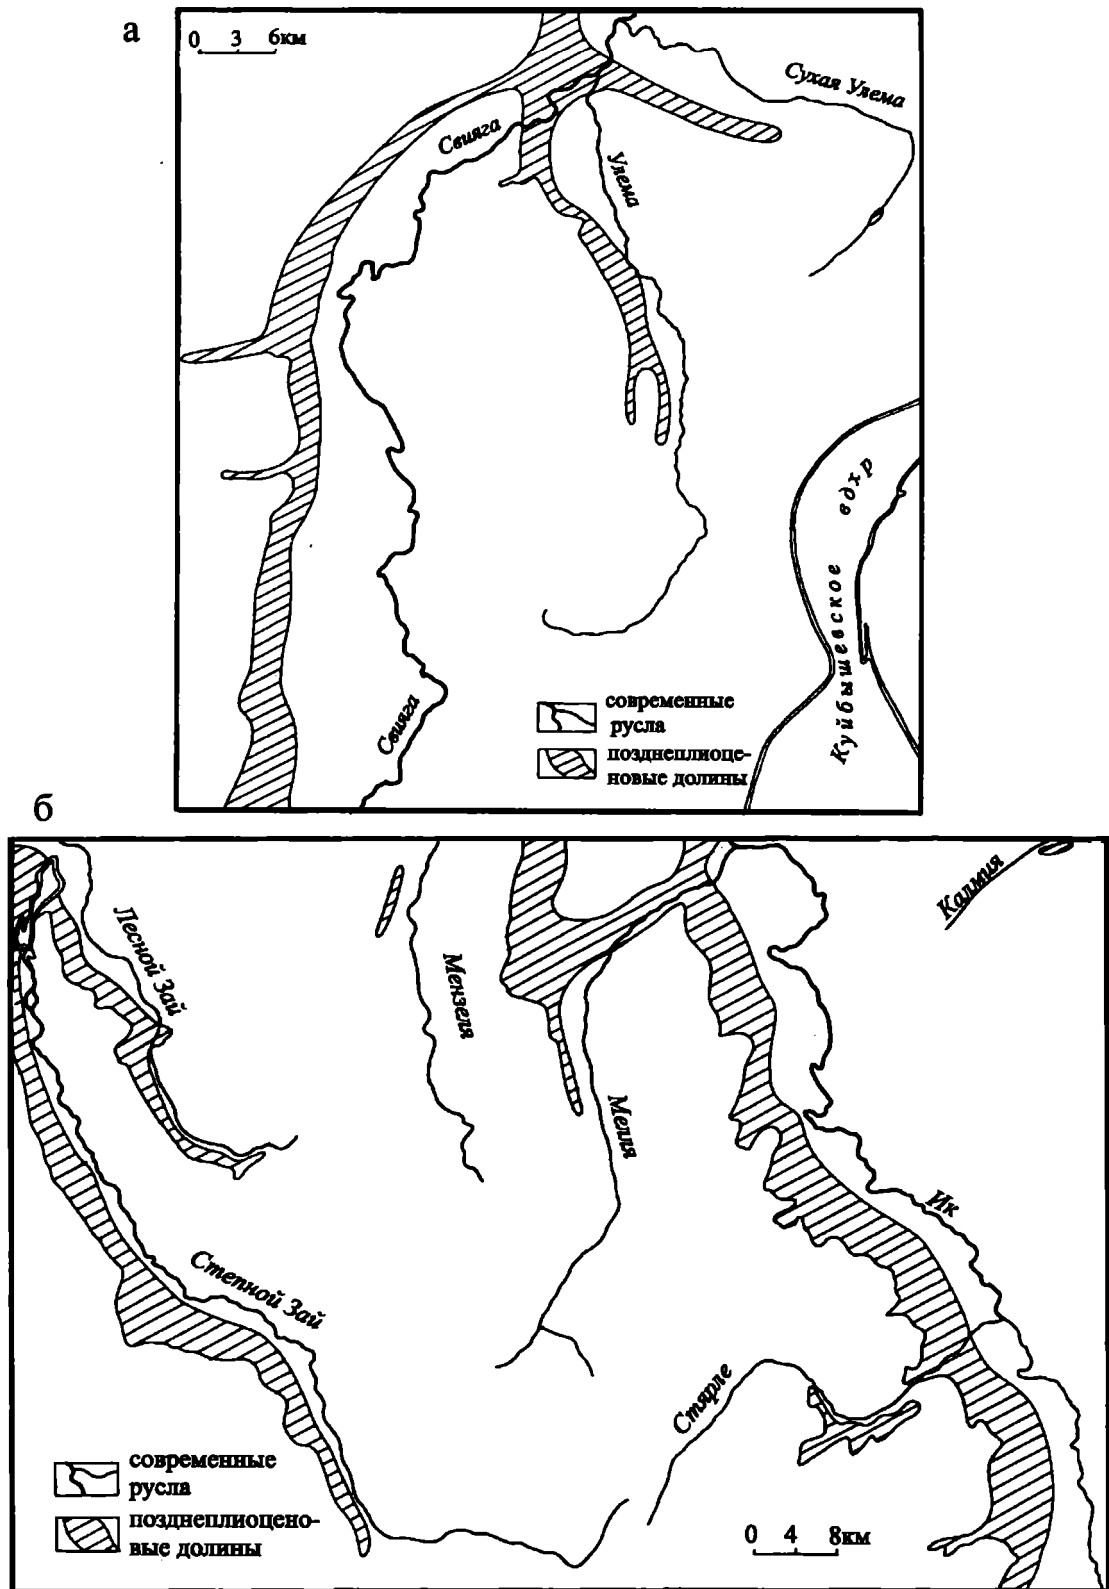 а
0 3 6км
Сухая Улема
Свияга
Улема
Куйбышевское вдхр
Свияга
современные
русла
позднеплиоце-
новые долины
б
Лесной Зай
Мензеля
Мелля
Калмия
Ик
Степной Зай
Стярле
современные
русла
позднеплиоцено-
вые долины
0 4 8км